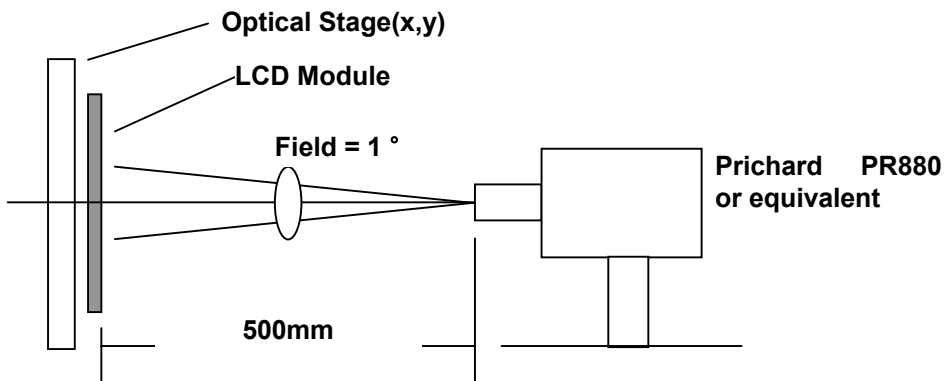 Optical Stage(x,y)
LCD Module
Field = 1 °
Prichard PR880
or equivalent
500mm